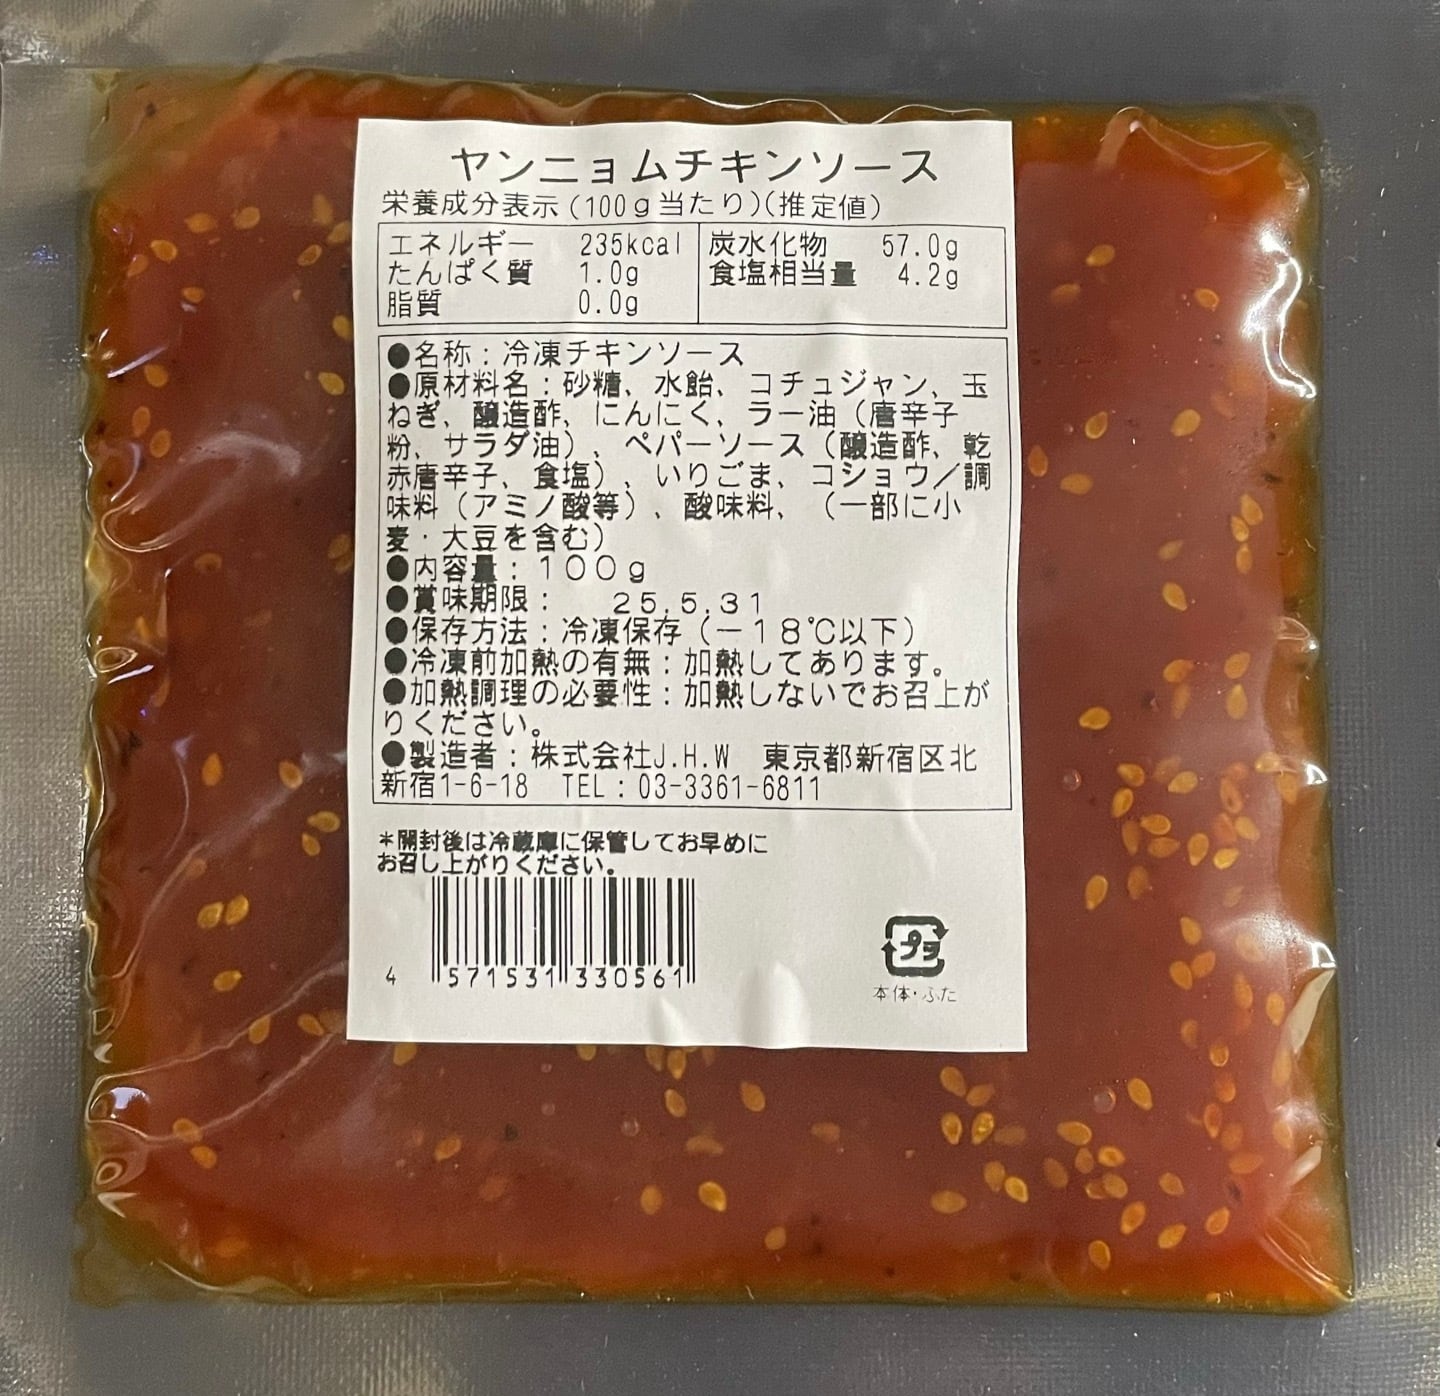 ヤンニョムチキンソース
栄養成分表示(100g当たり)(推定値)
エネルギー 235kcal 炭水化物 57.0g
たんぱく質 1.0g 食塩相当量 4.2g
脂質 0.0g
●名称:冷凍チキンソース
●原材料名:砂糖、水飴、コチュジャン、玉
ねぎ、醸造酢、にんにく、ラー油(唐辛子
粉、サラダ油)、ペパーソース(醸造酢、乾
赤唐辛子、食塩)、いりごま、コショウ/調
味料(アミノ酸等)、酸味料、(一部に小
麦・大豆を含む)
●内容量:100g
●賞味期限: 25.5.31
●保存方法:冷凍保存(-18℃以下)
●冷凍前加熱の有無:加熱してあります。
●加熱調理の必要性:加熱しないでお召上が
りください。
●製造者:株式会社J.H.W 東京都新宿区北
新宿1-6-18 TEL:03-3361-6811
*開封後は冷蔵庫に保管してお早めに
お召し上がりください。
4 571531 330561
プラ
本体・ふた